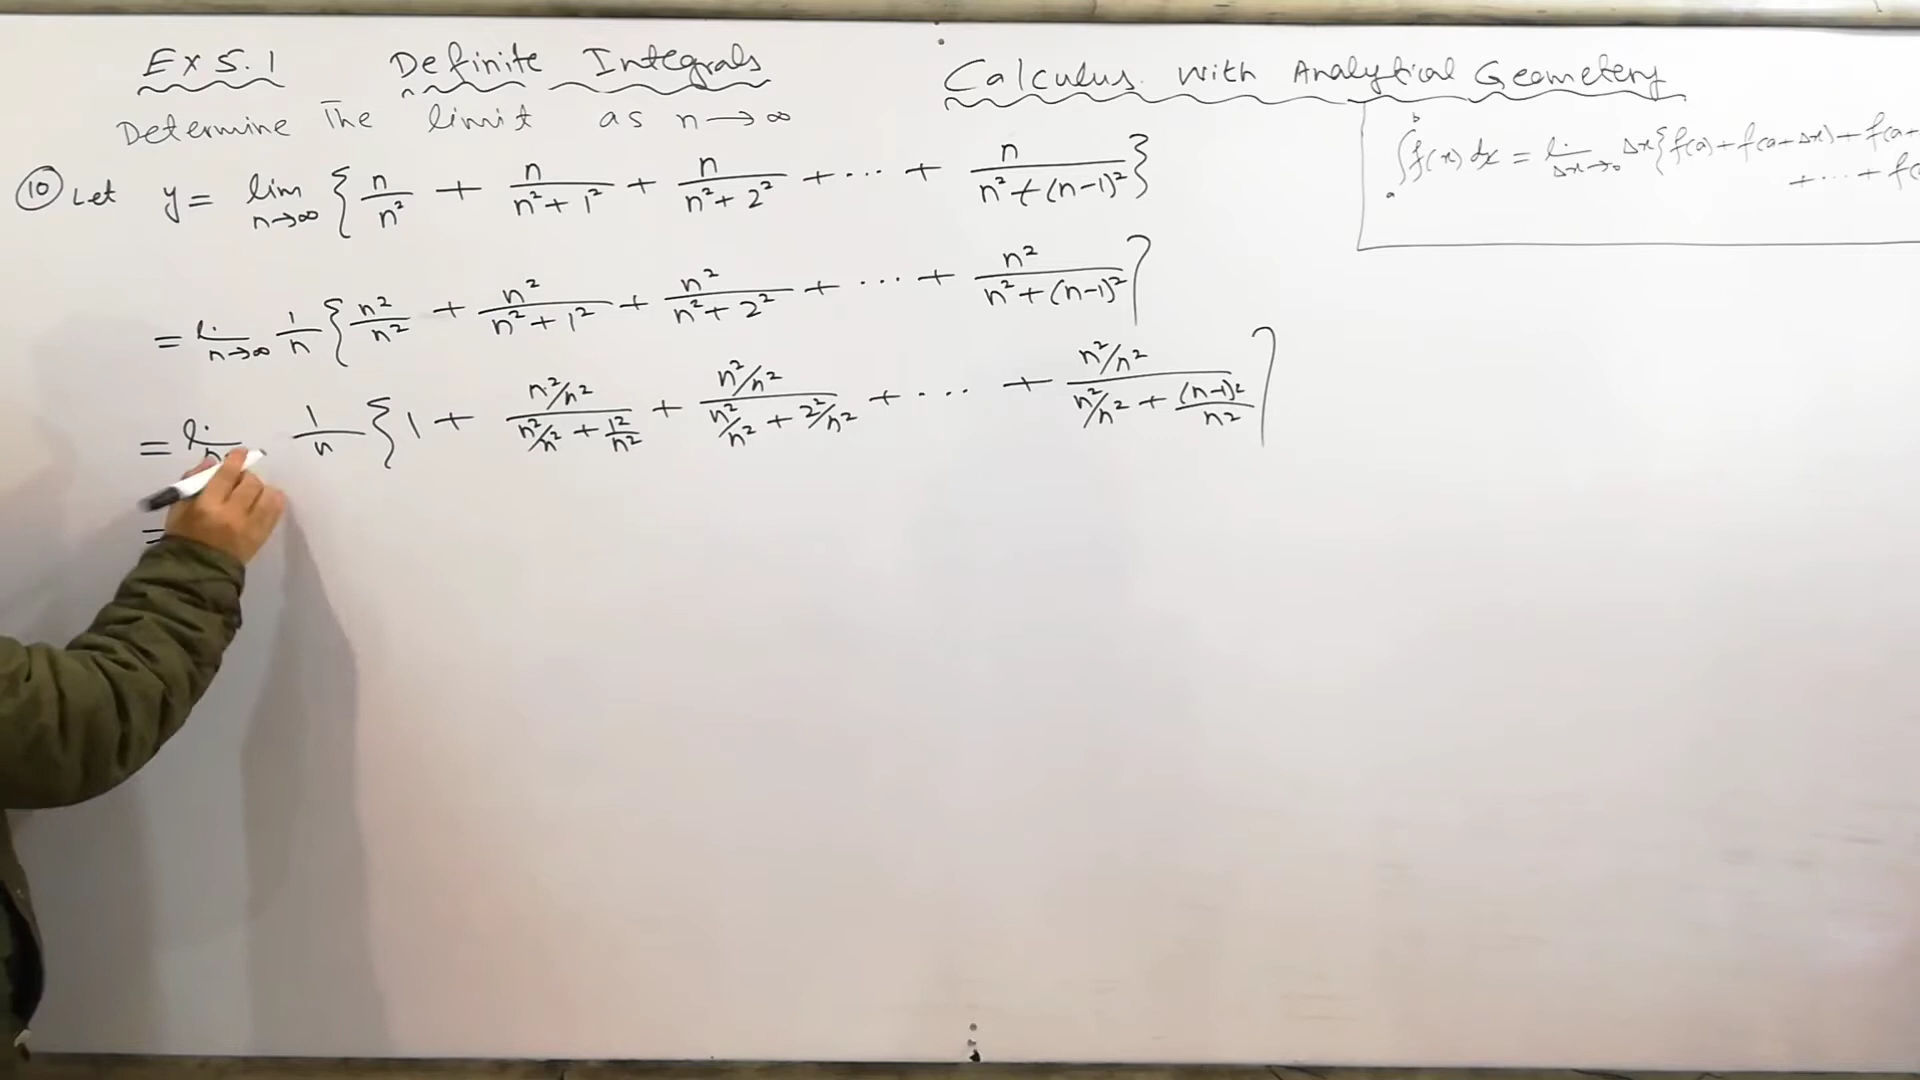 Ex 5.1 Definite Integrals
Calculus. with Analytical Geometery
Determine The limit as n→∞
∫ₐᵇ f(x) dx = li Δx→0 Δx{f(a)+f(a+Δx)+f(a+
+⋯+f(
⑩ Let y = lim n→∞ {n/n² + n/(n²+1²) + n/(n²+2²) + ⋯ + n/(n²+(n-1)²)}
= li n→∞ 1/n {n²/n² + n²/(n²+1²) + n²/(n²+2²) + ⋯ + n²/(n²+(n-1)²)}
= li 1/n {1 + (n²/n²)/(n²/n² + 1²/n²) + (n²/n²)/(n²/n² + 2²/n²) + ⋯ + (n²/n²)/(n²/n² + (n-1)²/n²)}
=